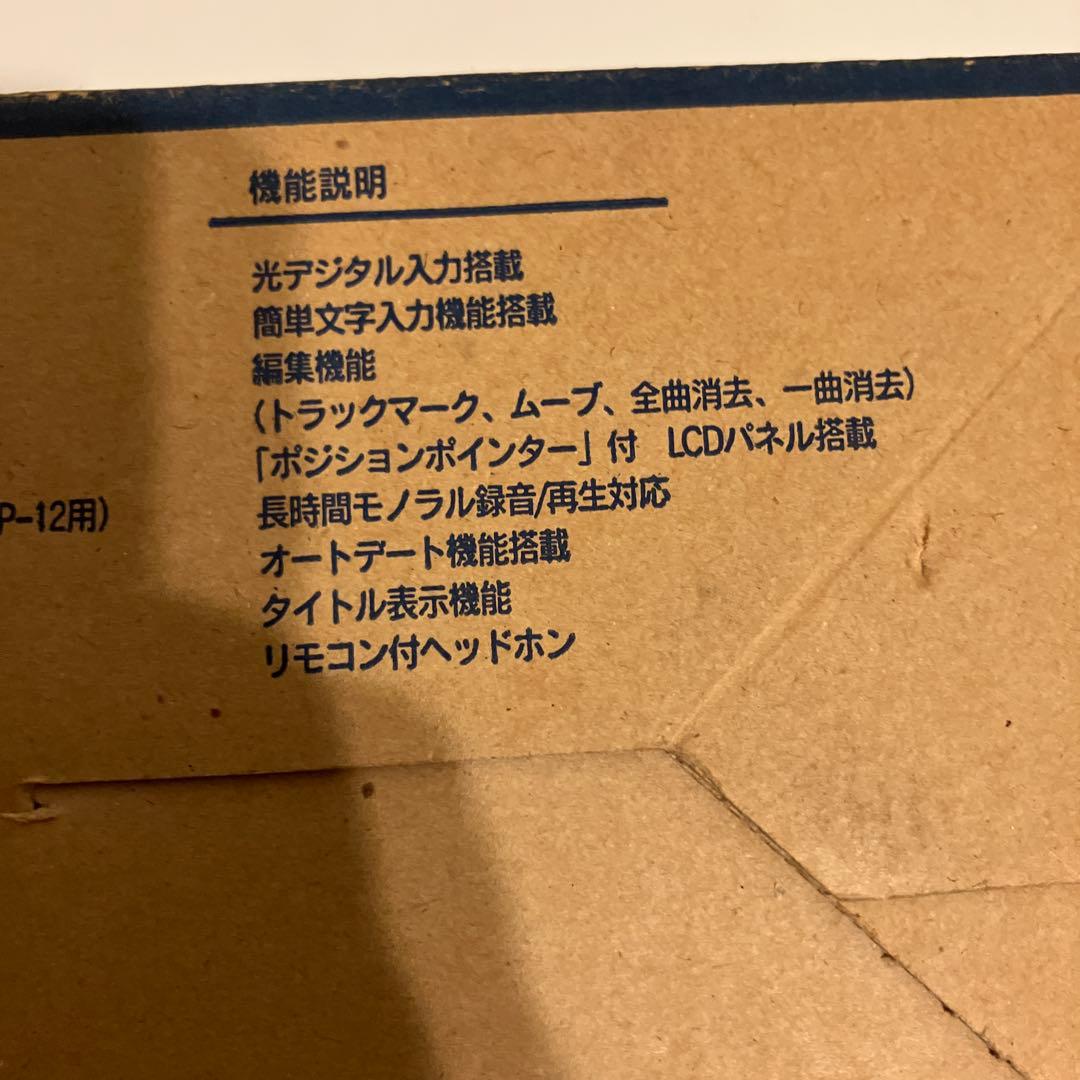 機能説明
光デジタル入力搭載
簡単文字入力機能搭載
編集機能
(トラックマーク、ムーブ、全曲消去、一曲消去)
「ポジションポインター」付　LCDパネル搭載
P-12用)
長時間モノラル録音/再生対応
オートデート機能搭載
タイトル表示機能
リモコン付ヘッドホン